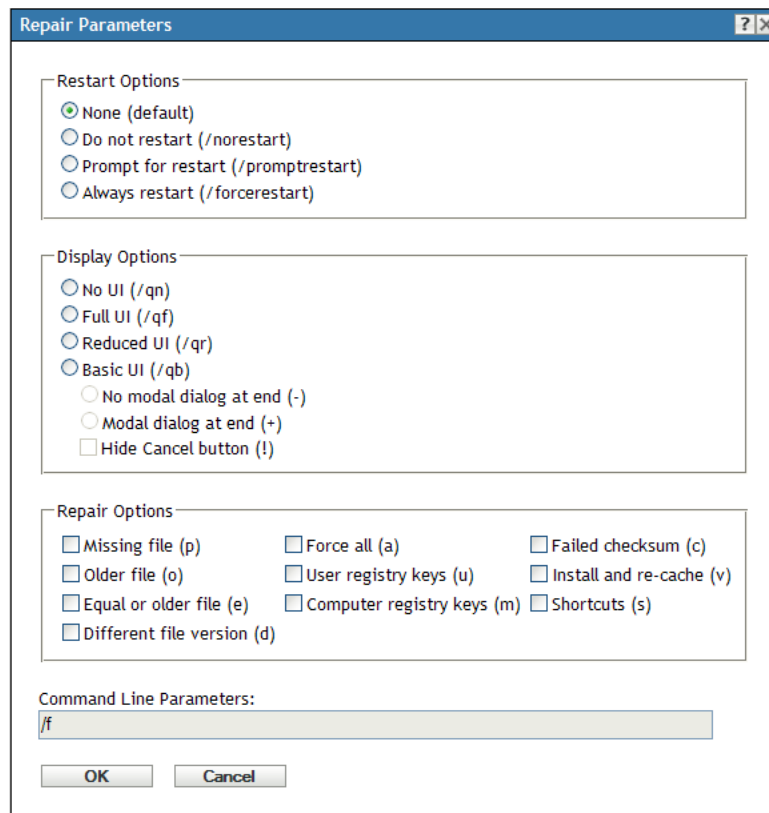 Repair Parameters
?
Restart Options
None (default)
Do not restart (/norestart)
Prompt for restart (/promptrestart)
Always restart (/forcerestart)
Display Options
No UI (/qn)
Full UI (/qf)
Reduced UI (/qr)
Basic UI (/qb)
No modal dialog at end (-)
Modal dialog at end (+)
Hide Cancel button (!)
Repair Options
Missing file (p) Force all (a) Failed checksum (c)
Older file (o) User registry keys (u) Install and re-cache (v)
Equal or older file (e) Computer registry keys (m) Shortcuts (s)
Different file version (d)
Command Line Parameters:
/f
OK Cancel